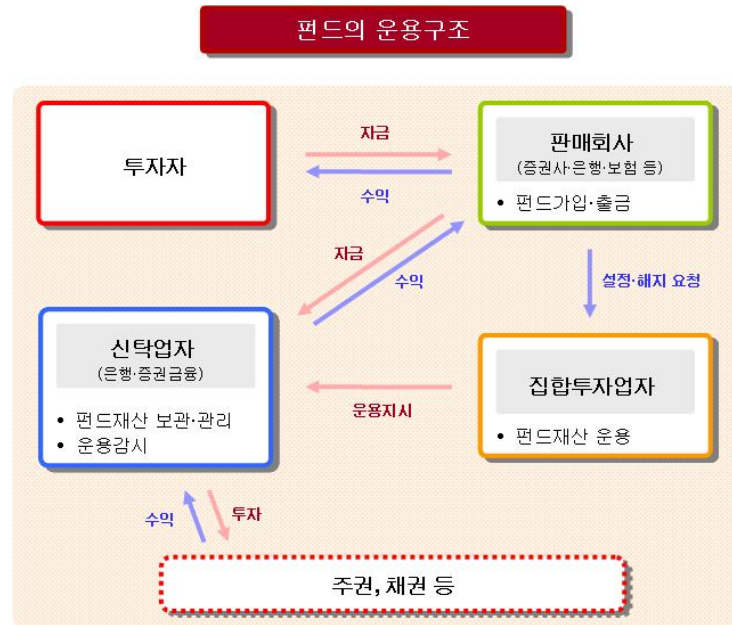 펀드의 운용구조
투자자
자금
수익
판매회사
(증권사·은행·보험 등)
• 펀드가입·출금
자금
수익
설정·해지 요청
신탁업자
(은행·증권금융)
• 펀드재산 보관·관리
• 운용감시
운용지시
집합투자업자
• 펀드재산 운용
수익
투자
주권, 채권 등